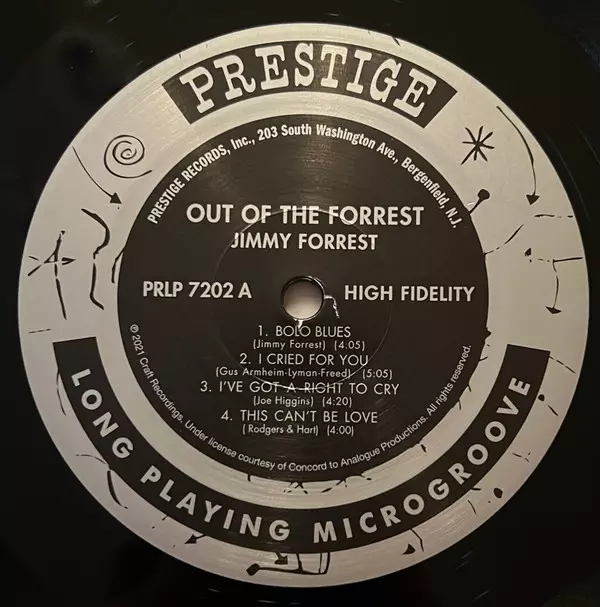 PRESTIGE
PRESTIGE RECORDS, Inc., 203 South Washington Ave., Bergenfield, N.J.
OUT OF THE FORREST
JIMMY FORREST
PRLP 7202 A
HIGH FIDELITY
1. BOLO BLUES
(Jimmy Forrest) (4.05)
2. I CRIED FOR YOU
(Gus Armheim-Lyman-Freed) (5:05)
3. I'VE GOT A RIGHT TO CRY
(Joe Higgins) (4:20)
4. THIS CAN'T BE LOVE
(Rodgers & Hart) (4:00)
℗ 2021 Craft Recordings. Under license courtesy of Concord to Analogue Productions. All rights reserved.
LONG PLAYING MICROGROOVE